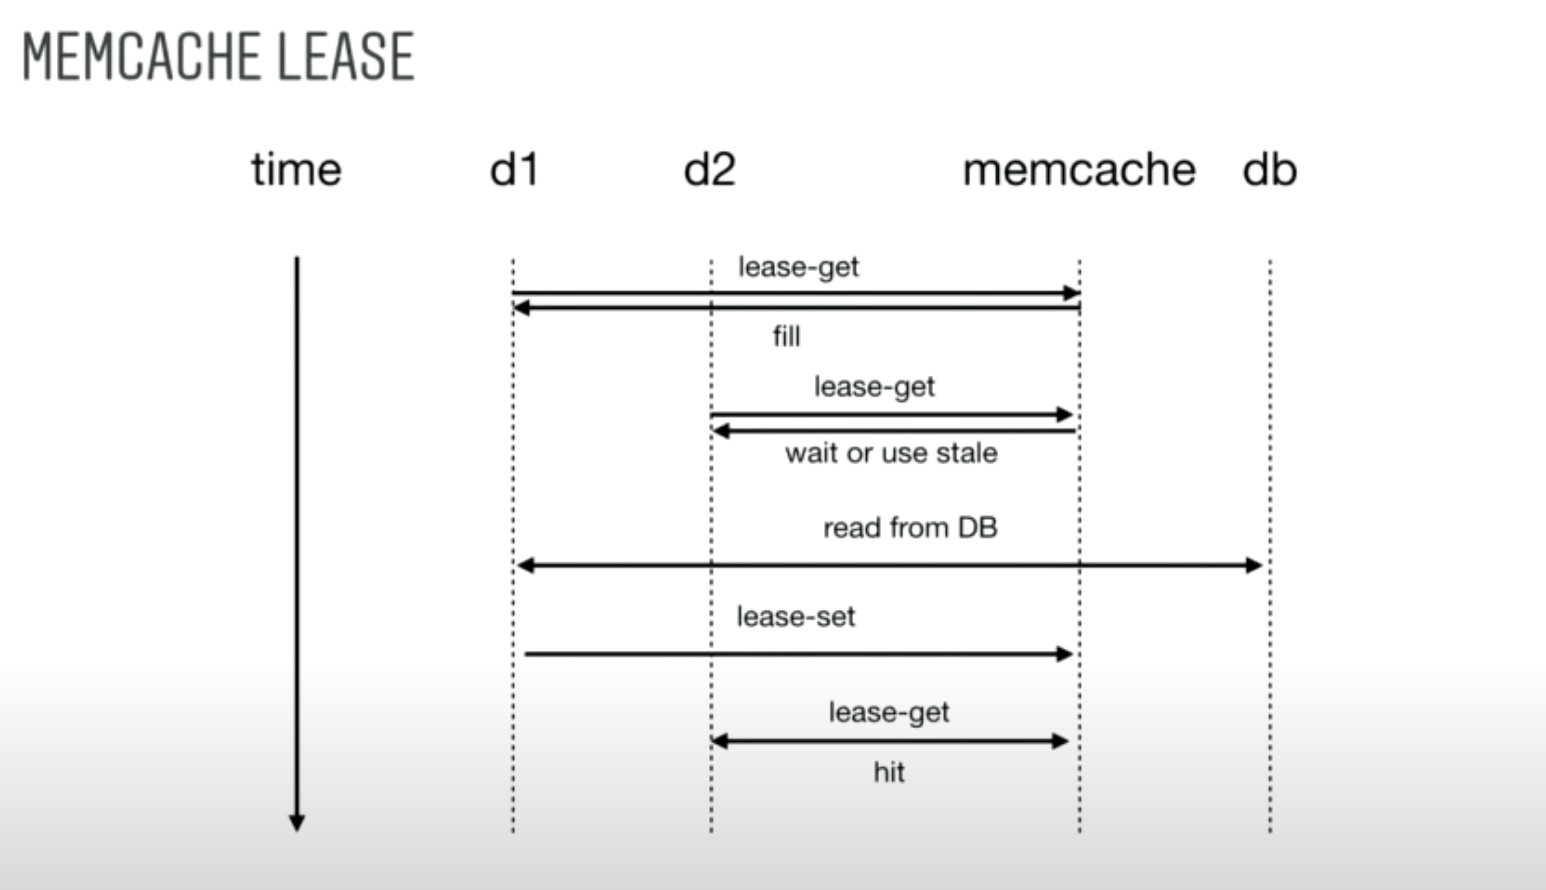 MEMCACHE LEASE
time d1 d2 memcache db
lease-get
fill
lease-get
wait or use stale
read from DB
lease-set
lease-get
hit